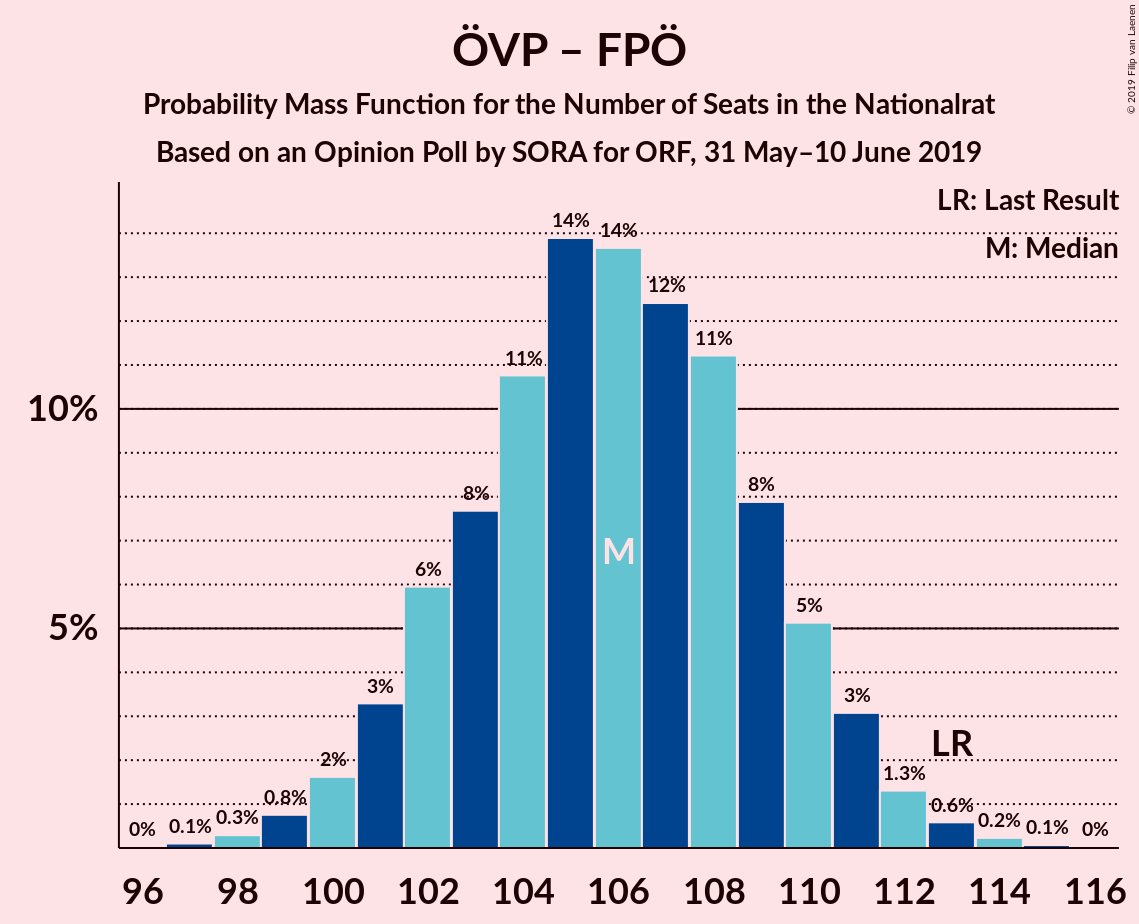 ÖVP – FPÖ
Probability Mass Function for the Number of Seats in the Nationalrat
Based on an Opinion Poll by SORA for ORF, 31 May–10 June 2019
© 2019 Filip van Laenen
LR: Last Result
M: Median
10%
5%
0%
0.1%
0.3%
0.8%
2%
3%
6%
8%
11%
14%
14%
12%
11%
8%
5%
3%
1.3%
0.6%
0.2%
0.1%
0%
M
LR
96 98 100 102 104 106 108 110 112 114 116